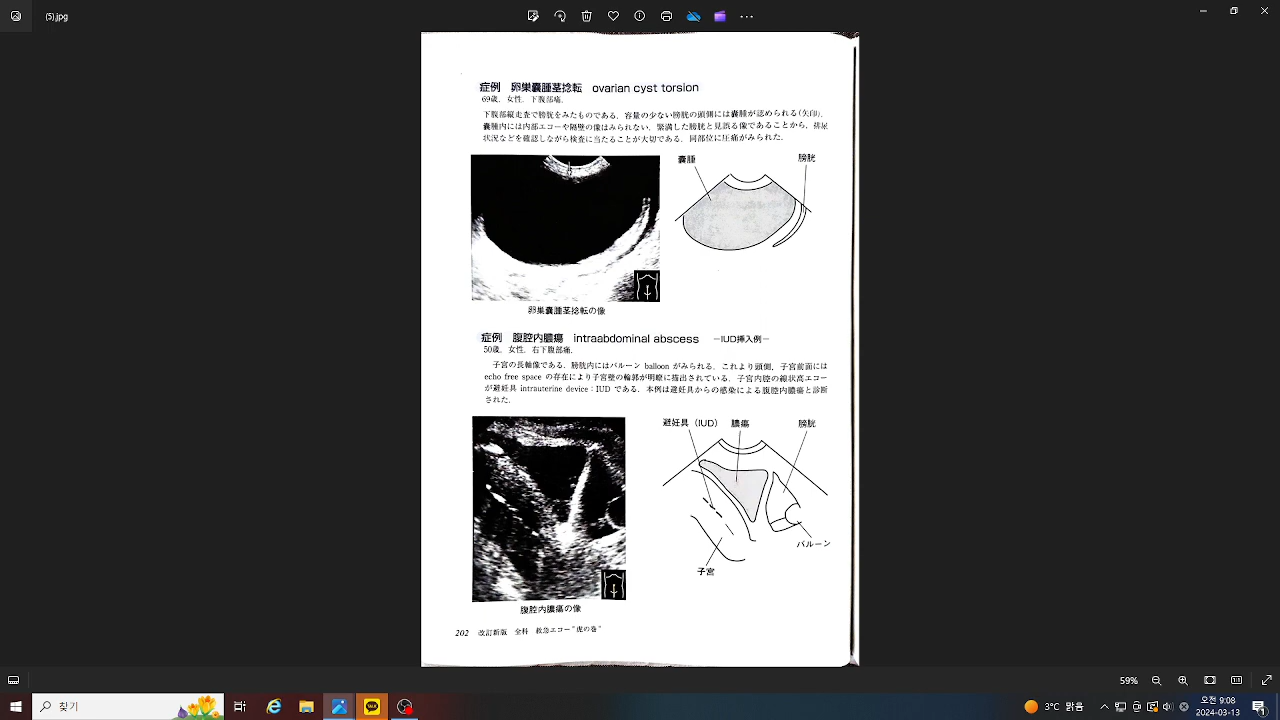 (5).jpg
症例 卵巣嚢腫茎捻転 ovarian cyst torsion
69歳，女性．下腹部痛．
下腹部縦走査で膀胱をみたものである．容量の少ない膀胱の頭側には嚢腫が認められる(矢印)．
嚢腫内には内部エコーや隔壁の像はみられない．緊満した膀胱と見誤る像であることから，排尿
状況などを確認しながら検査に当たることが大切である．同部位に圧痛がみられた．
嚢腫
膀胱
卵巣嚢腫茎捻転の像
症例 腹腔内膿瘍 intraabdominal abscess －IUD挿入例－
50歳，女性．右下腹部痛．
子宮の長軸像である．膀胱内にはバルーン balloon がみられる．これより頭側，子宮前面には
echo free space の存在により子宮壁の輪郭が明瞭に描出されている．子宮内腔の線状高エコー
が避妊具 intrauterine device：IUD である．本例は避妊具からの感染による腹腔内膿瘍と診断
された．
避妊具（IUD） 膿瘍 膀胱
バルーン
子宮
腹腔内膿瘍の像
202 改訂新版 全科 救急エコー“虎の巻”
59%
찾기
TALK
오전 9:00
2024-03-08